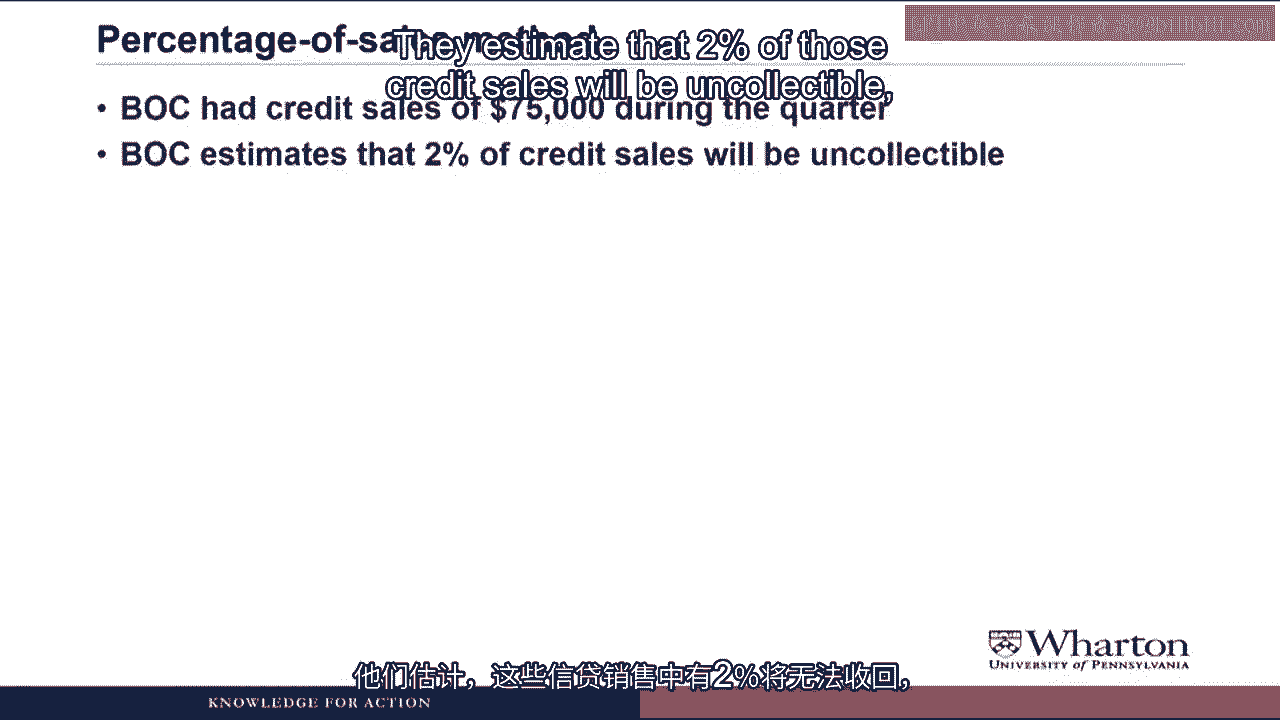 Percentage-of-sales method
They estimate that 2% of those
credit sales will be uncollectible,
• BOC had credit sales of $75,000 during the quarter
• BOC estimates that 2% of credit sales will be uncollectible
Wharton
UNIVERSITY of PENNSYLVANIA
他们估计，这些信贷销售中有2%将无法收回，
KNOWLEDGE FOR ACTION